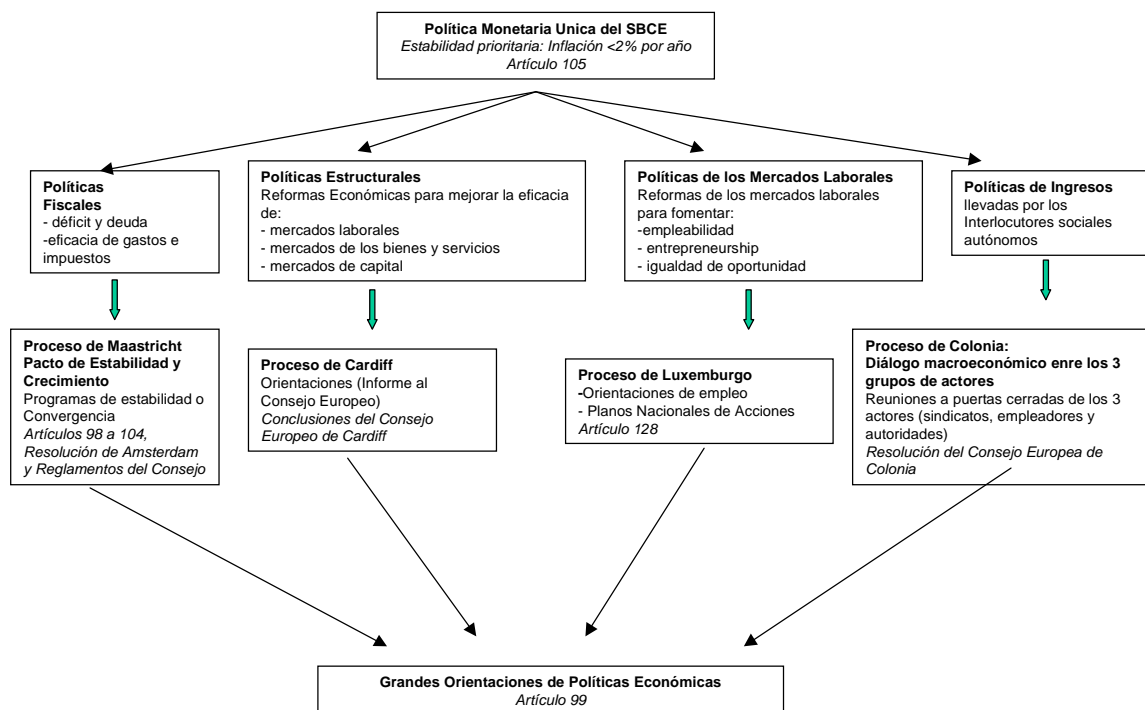 Política Monetaria Unica del SBCE
Estabilidad prioritaria: Inflación <2% por año
Artículo 105
Políticas
Fiscales
- déficit y deuda
-eficacia de gastos e
impuestos
Políticas Estructurales
Reformas Económicas para mejorar la eficacia
de:
- mercados laborales
- mercados de los bienes y servicios
- mercados de capital
Políticas de los Mercados Laborales
Reformas de los mercados laborales
para fomentar:
-empleabilidad
- entrepreneurship
- igualdad de oportunidad
Políticas de Ingresos
llevadas por los
Interlocutores sociales
autónomos
Proceso de Maastricht
Pacto de Estabilidad y
Crecimiento
Programas de estabilidad o
Convergencia
Artículos 98 a 104,
Resolución de Amsterdam
y Reglamentos del Consejo
Proceso de Cardiff
Orientaciones (Informe al
Consejo Europeo)
Conclusiones del Consejo
Europeo de Cardiff
Proceso de Luxemburgo
-Orientaciones de empleo
- Planos Nacionales de Acciones
Artículo 128
Proceso de Colonia:
Diálogo macroeconómico enre los 3
grupos de actores
Reuniones a puertas cerradas de los 3
actores (sindicatos, empleadores y
autoridades)
Resolución del Consejo Europea de
Colonia
Grandes Orientaciones de Políticas Económicas
Artículo 99